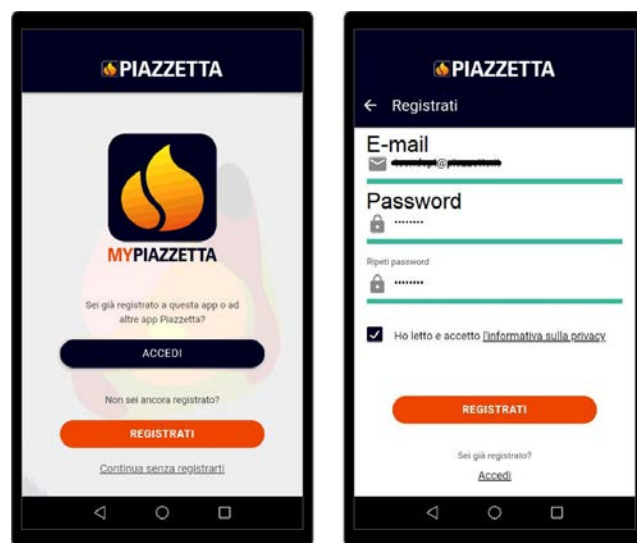 PIAZZETTA
MYPIAZZETTA
Sei già registrato a questa app o ad
altre app Piazzetta?
ACCEDI
Non sei ancora registrato?
REGISTRATI
Continua senza registrarti
PIAZZETTA
← Registrati
E-mail
Password
········
Ripeti password
········
Ho letto e accetto l'informativa sulla privacy
REGISTRATI
Sei già registrato?
Accedi